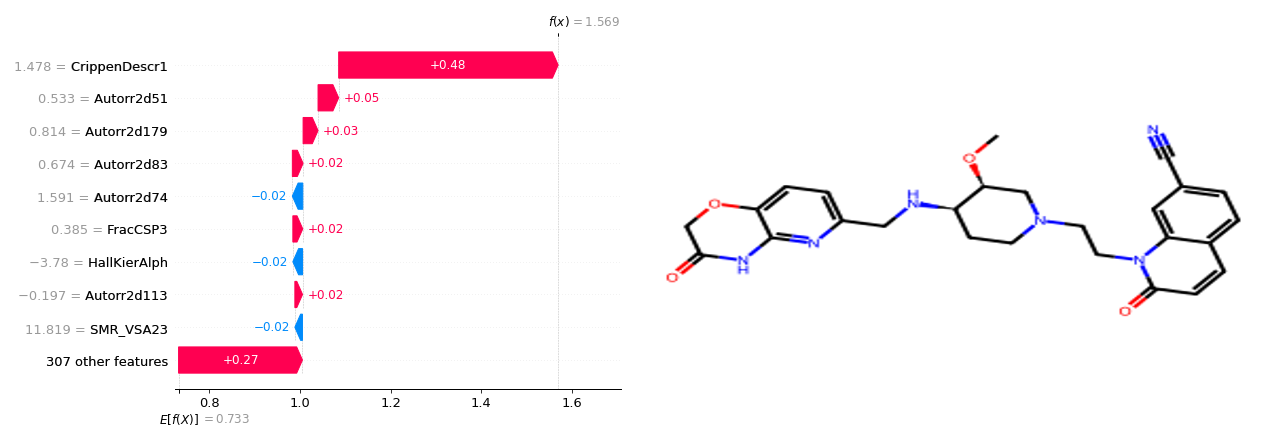 f(x) = 1.569
1.478 = CrippenDescr1
+0.48
0.533 = Autorr2d51
+0.05
0.814 = Autorr2d179
+0.03
0.674 = Autorr2d83
+0.02
1.591 = Autorr2d74
−0.02
0.385 = FracCSP3
+0.02
−3.78 = HallKierAlph
−0.02
−0.197 = Autorr2d113
+0.02
11.819 = SMR_VSA23
−0.02
307 other features
+0.27
0.8 1.0 1.2 1.4 1.6
E[f(X)] = 0.733
N
O
H
N
O
N
N
N
H
O
N
O